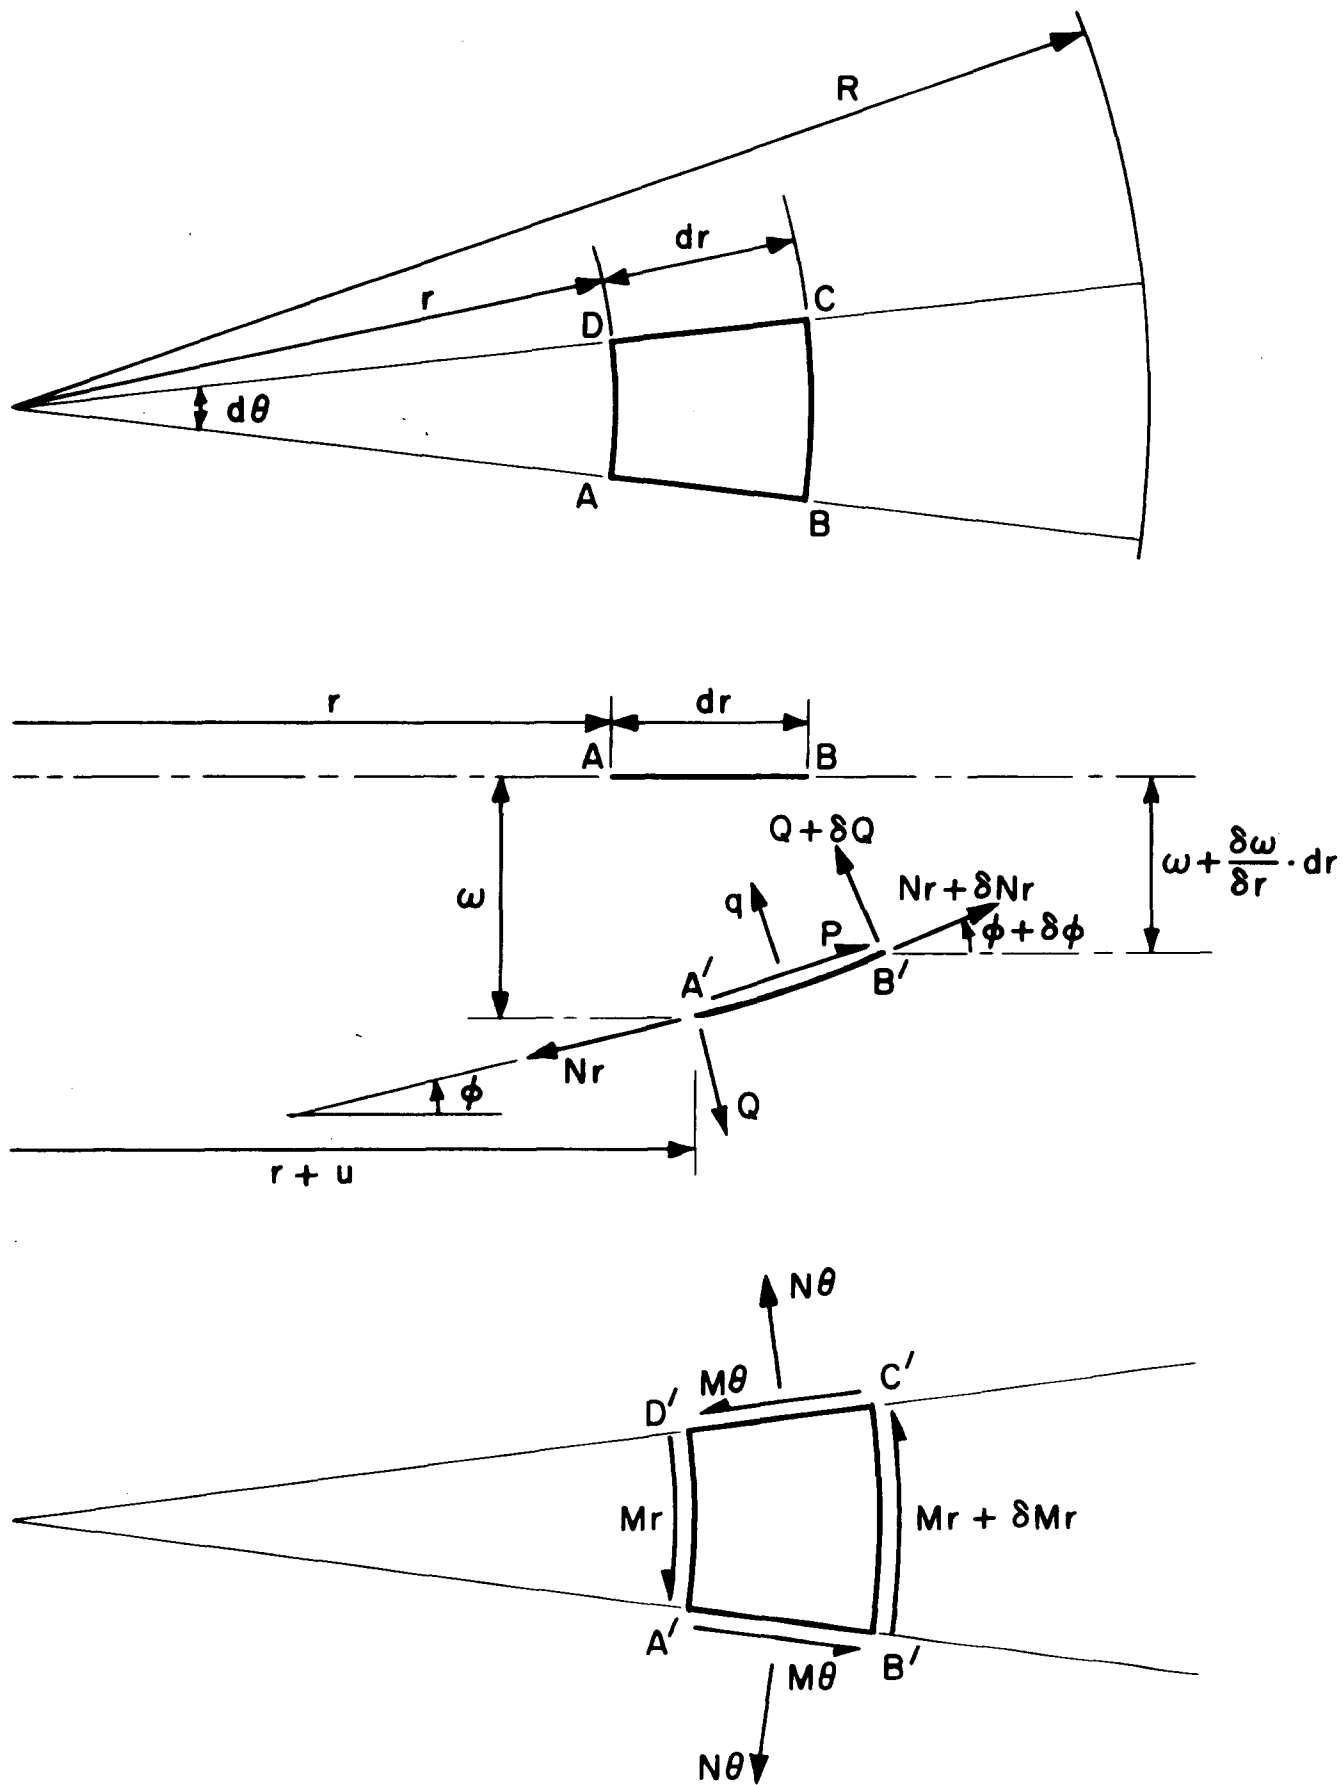 R
dr
r
D
C
dθ
A
B
r
dr
A
B
Q + δQ
ω + δω/δr · dr
ω
q
Nr + δNr
P
φ + δφ
A′
B′
Nr
φ
Q
r + u
Nθ
Mθ
C′
D′
Mr
Mr + δMr
A′
Mθ
B′
Nθ